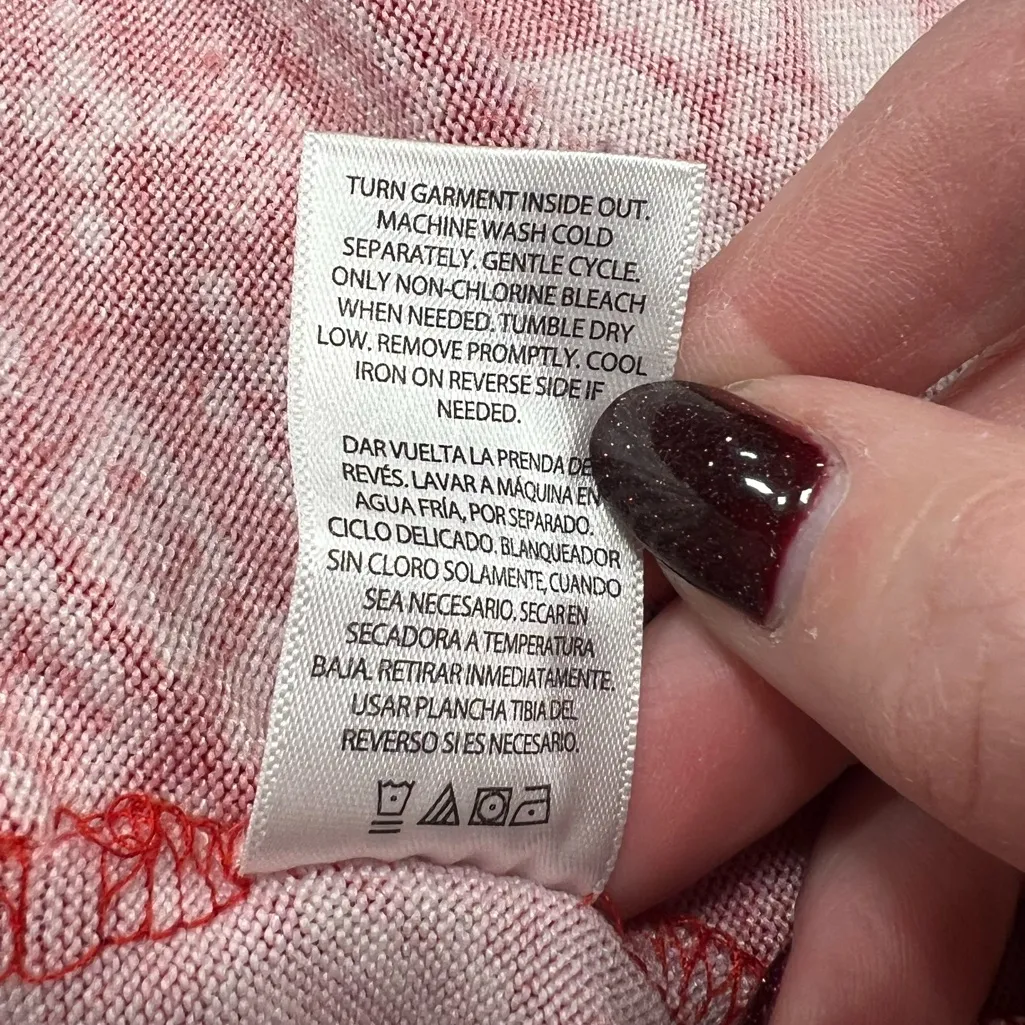 TURN GARMENT INSIDE OUT.
MACHINE WASH COLD
SEPARATELY. GENTLE CYCLE.
ONLY NON-CHLORINE BLEACH
WHEN NEEDED. TUMBLE DRY
LOW. REMOVE PROMPTLY. COOL
IRON ON REVERSE SIDE IF
NEEDED.
DAR VUELTA LA PRENDA DE
REVÉS. LAVAR A MÁQUINA EN
AGUA FRÍA, POR SEPARADO.
CICLO DELICADO. BLANQUEADOR
SIN CLORO SOLAMENTE, CUANDO
SEA NECESARIO. SECAR EN
SECADORA A TEMPERATURA
BAJA. RETIRAR INMEDIATAMENTE.
USAR PLANCHA TIBIA DEL
REVERSO SI ES NECESARIO.